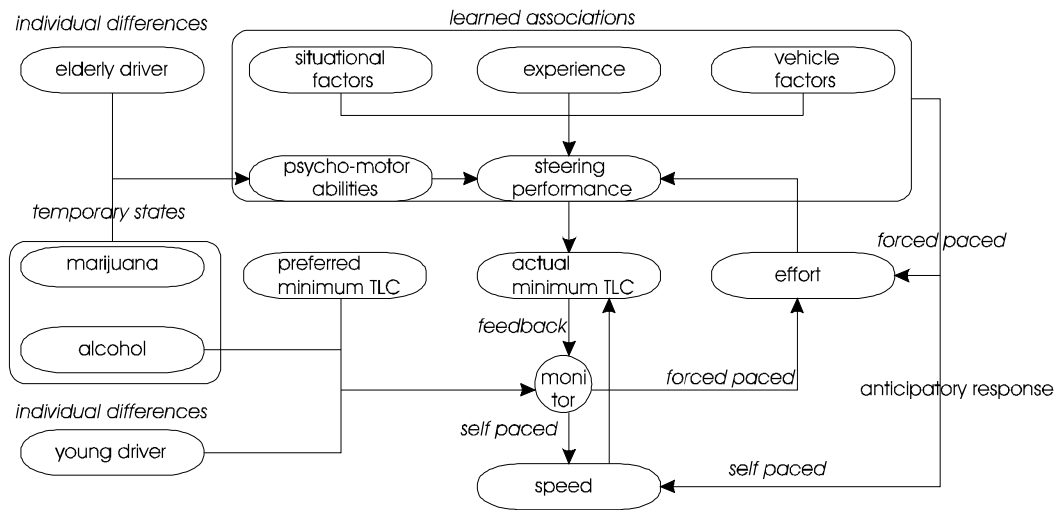 learned associations
individual differences
elderly driver
situational
factors
experience
vehicle
factors
psycho-motor
abilities
steering
performance
temporary states
marijuana
preferred
minimum TLC
actual
minimum TLC
forced paced
effort
feedback
alcohol
moni
tor
forced paced
anticipatory response
individual differences
self paced
young driver
self paced
speed